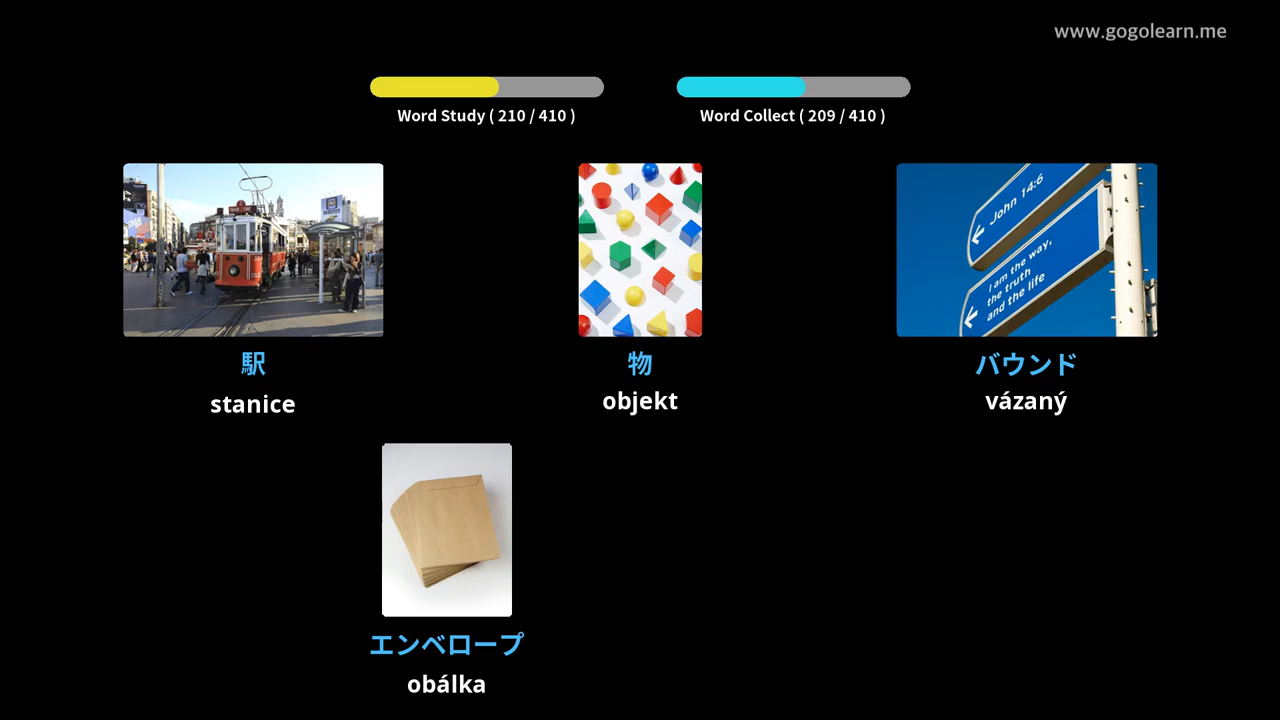 www.gogolearn.me
Word Study ( 210 / 410 )
Word Collect ( 209 / 410 )
John 14:6
I am the way,
the truth
and the life
駅
stanice
物
objekt
バウンド
vázaný
エンベロープ
obálka